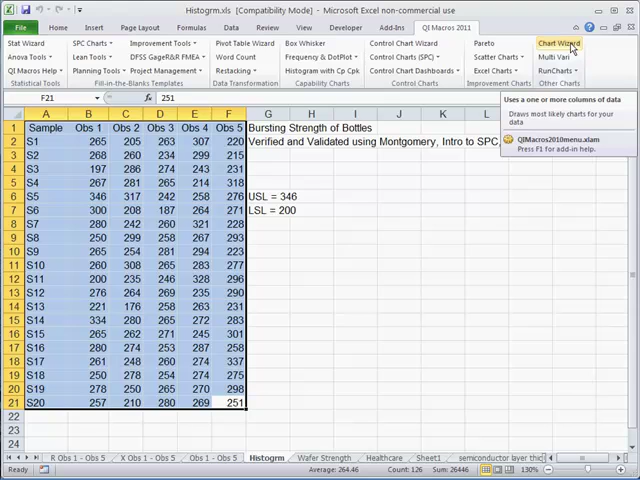 Histogrm.xls [Compatibility Mode] - Microsoft Excel non-commercial use
File Home Insert Page Layout Formulas Data Review View Developer Add-Ins QI Macros 2011
Stat Wizard SPC Charts Improvement Tools Pivot Table Wizard Box Whisker Control Chart Wizard Pareto Chart Wizard
Anova Tools Lean Tools DFSS GageR&R FMEA Frequency & DotPlot Control Charts (SPC) Scatter Charts Multi Vari
QI Macros Help Planning Tools Project Management Capability Charts Control Chart Dashboards Excel Charts RunCharts
Statistical Tools Fill-in-the-Blanks Templates Data Transformation Capability Charts Control Charts Improvement Charts Other Charts
F21 251
Uses a one or more columns of data
Draws most likely charts for your
data
QIMacros2010menu.xlam
Press F1 for add-in help.
A B C D E F G H I J K L
1 Sample Obs 1 Obs 2 Obs 3 Obs 4 Obs 5 Bursting Strength of Bottles
2 S1 265 205 263 307 220 Verified and Validated using Montgomery, Intro to SPC,
3 S2 268 260 234 299 215
4 S3 197 286 274 243 231
5 S4 267 281 265 214 318
6 S5 346 317 242 258 276 USL = 346
7 S6 300 208 187 264 271 LSL = 200
8 S7 280 242 260 321 228
9 S8 250 299 258 267 293
10 S9 265 254 281 294 223
11 S10 260 308 265 283 277
12 S11 200 235 246 328 296
13 S12 276 264 269 235 290
14 S13 221 176 258 263 231
15 S14 334 280 265 272 283
16 S15 265 262 271 245 301
17 S16 280 274 253 287 258
18 S17 261 248 260 274 337
19 S18 250 278 254 274 275
20 S19 278 250 265 270 298
21 S20 257 210 280 269 251
22
23
24
25
R Obs 1 - Obs 5 X Obs 1 - Obs 5 Obs 1 - Obs 5 Histogrm Wafer Strength Healthcare Sheet1 semiconductor layer thic
Ready Average: 264.46 Count: 126 Sum: 26446 130%